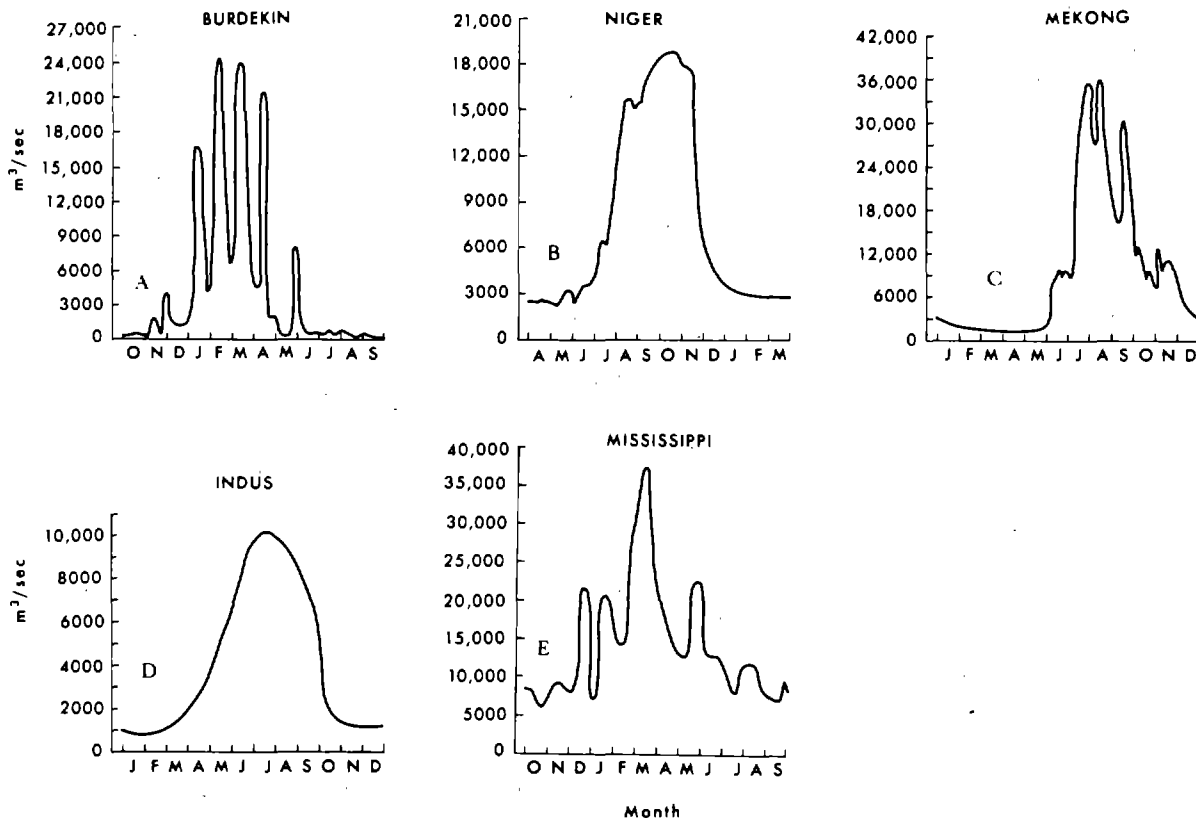 BURDEKIN
27,000
24,000
21,000
18,000
15,000
12,000
9000
6000
3000
0
m³/sec
A
O N D J F M A M J J A S
NIGER
21,000
18,000
15,000
12,000
9000
6000
3000
0
B
A M J J A S O N D J F M
MEKONG
42,000
36,000
30,000
24,000
18,000
12,000
6000
0
C
J F M A M J J A S O N D
INDUS
10,000
8000
6000
4000
2000
0
m³/sec
D
J F M A M J J A S O N D
MISSISSIPPI
40,000
35,000
30,000
25,000
20,000
15,000
10,000
5000
0
E
O N D J F M A M J J A S
Month